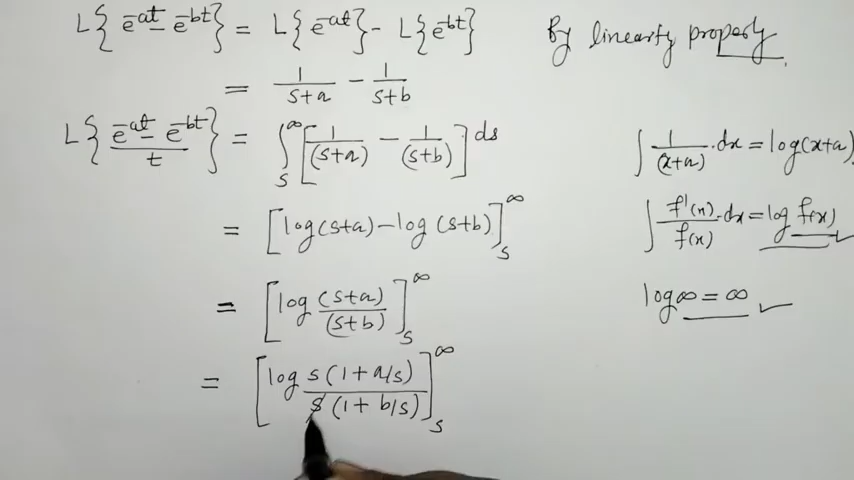 L{e^-at - e^-bt} = L{e^-at} - L{e^-bt}
By linearty property
= 1/(s+a) - 1/(s+b)
L{(e^-at - e^-bt)/t} = ∫_s^∞ [1/(s+a) - 1/(s+b)] ds
∫ 1/(x+a) · dx = log(x+a)
= [log(s+a) - log(s+b)]_s^∞
∫ f'(x)/f(x) · dx = log f(x)
= [log (s+a)/(s+b)]_s^∞
log∞ = ∞
= [log s(1+a/s)/s(1+b/s)]_s^∞